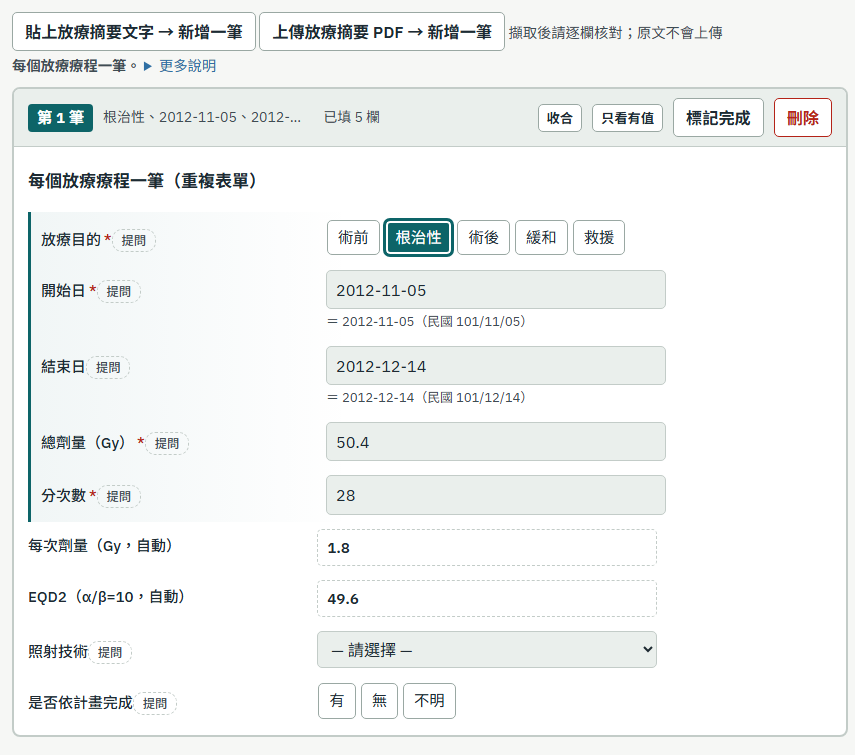 貼上放療摘要文字 → 新增一筆 上傳放療摘要 PDF → 新增一筆 擷取後請逐欄核對；原文不會上傳
每個放療療程一筆。 ▶ 更多說明
第 1 筆 根治性、2012-11-05、2012-... 已填 5 欄 收合 只看有值 標記完成 刪除
每個放療療程一筆（重複表單）
放療目的 * 提問 術前 根治性 術後 緩和 救援
開始日 * 提問 2012-11-05
＝ 2012-11-05（民國 101/11/05）
結束日 提問 2012-12-14
＝ 2012-12-14（民國 101/12/14）
總劑量（Gy） * 提問 50.4
分次數 * 提問 28
每次劑量（Gy，自動） 1.8
EQD2（α/β=10，自動） 49.6
照射技術 提問 — 請選擇 —
是否依計畫完成 提問 有 無 不明